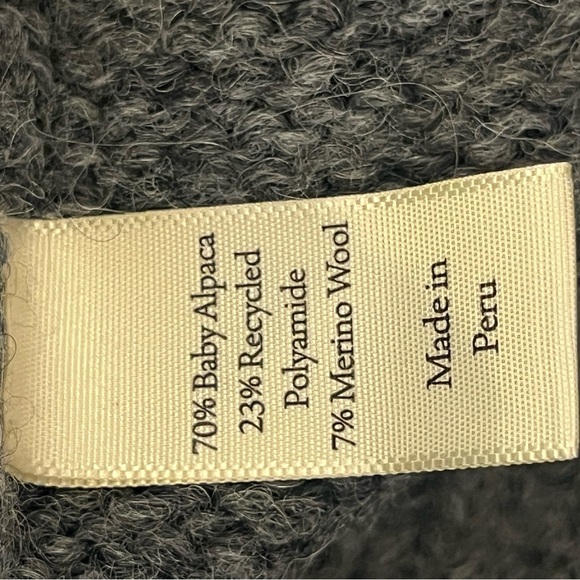 70% Baby Alpaca
23% Recycled
Polyamide
7% Merino Wool
Made in
Peru